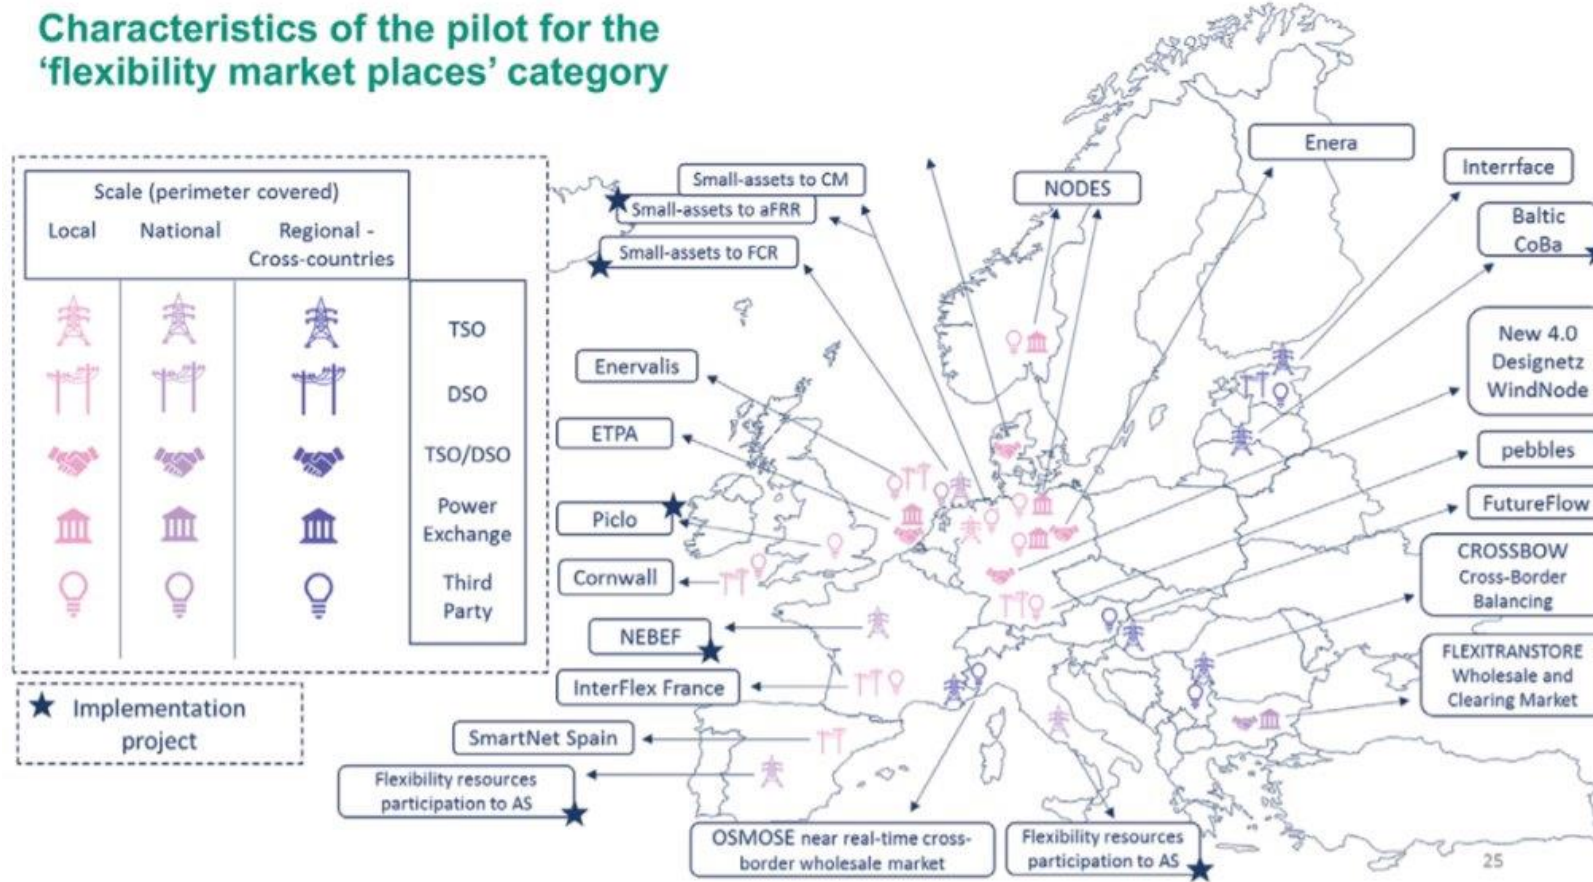 Characteristics of the pilot for the
‘flexibility market places’ category
Scale (perimeter covered)
Local
National
Regional -
Cross-countries
TSO
DSO
TSO/DSO
Power
Exchange
Third
Party
Implementation
project
Small-assets to CM
Small-assets to aFRR
Small-assets to FCR
Enervalis
ETPA
Piclo
Cornwall
NEBEF
InterFlex France
SmartNet Spain
Flexibility resources
participation to AS
OSMOSE near real-time cross-
border wholesale market
Flexibility resources
participation to AS
NODES
Enera
Interrface
Baltic
CoBa
New 4.0
Designetz
WindNode
pebbles
FutureFlow
CROSSBOW
Cross-Border
Balancing
FLEXITRANSTORE
Wholesale and
Clearing Market
25